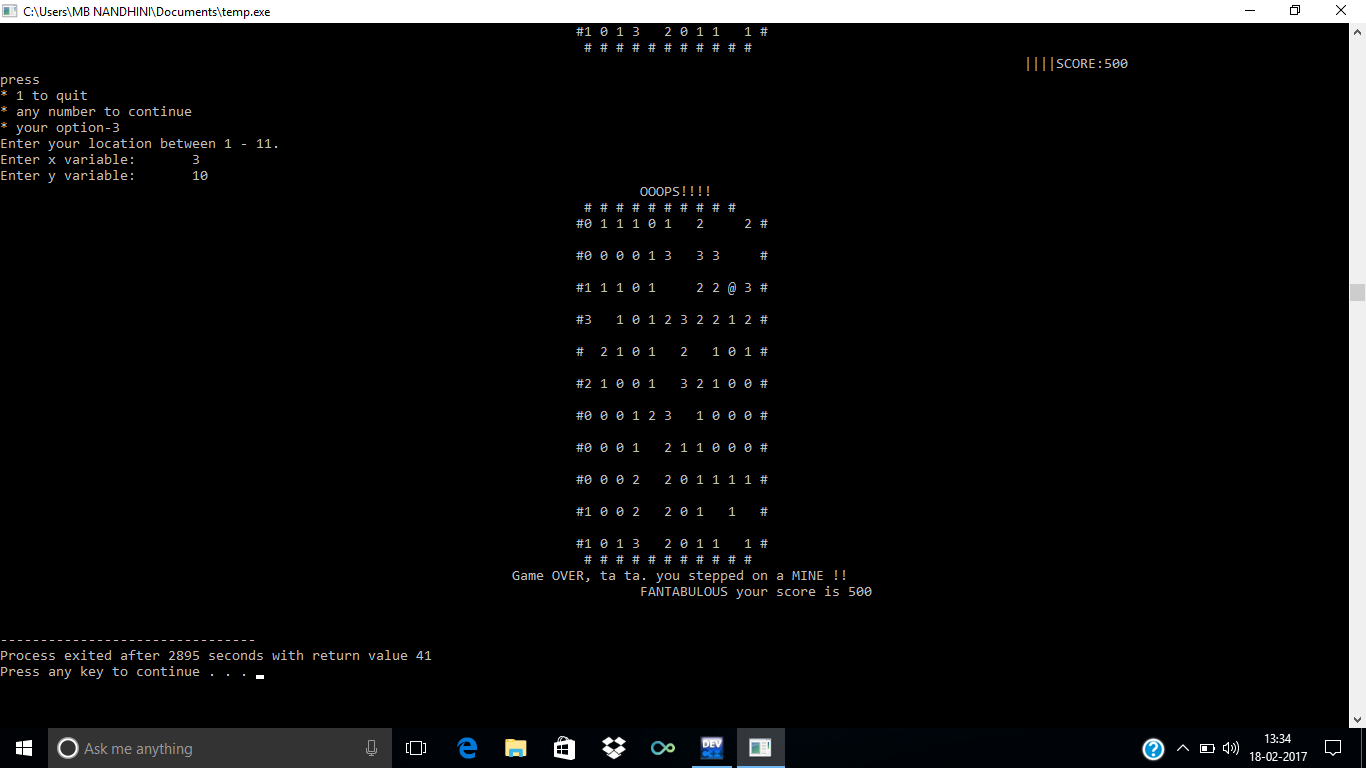 C:\Users\MB NANDHINI\Documents\temp.exe
#1 0 1 3   2 0 1 1   1 #
# # # # # # # # # # #
||||SCORE:500
press
* 1 to quit
* any number to continue
* your option-3
Enter your location between 1 - 11.
Enter x variable:       3
Enter y variable:       10
OOOPS!!!!
# # # # # # # # # #
#0 1 1 1 0 1   2     2 #
#0 0 0 0 1 3   3 3     #
#1 1 1 0 1     2 2 @ 3 #
#3   1 0 1 2 3 2 2 1 2 #
#  2 1 0 1   2   1 0 1 #
#2 1 0 0 1   3 2 1 0 0 #
#0 0 0 1 2 3   1 0 0 0 #
#0 0 0 1   2 1 1 0 0 0 #
#0 0 0 2   2 0 1 1 1 1 #
#1 0 0 2   2 0 1   1   #
#1 0 1 3   2 0 1 1   1 #
# # # # # # # # # # #
Game OVER, ta ta. you stepped on a MINE !!
FANTABULOUS your score is 500
--------------------------------
Process exited after 2895 seconds with return value 41
Press any key to continue . . .
Ask me anything
DEV
13:34
18-02-2017